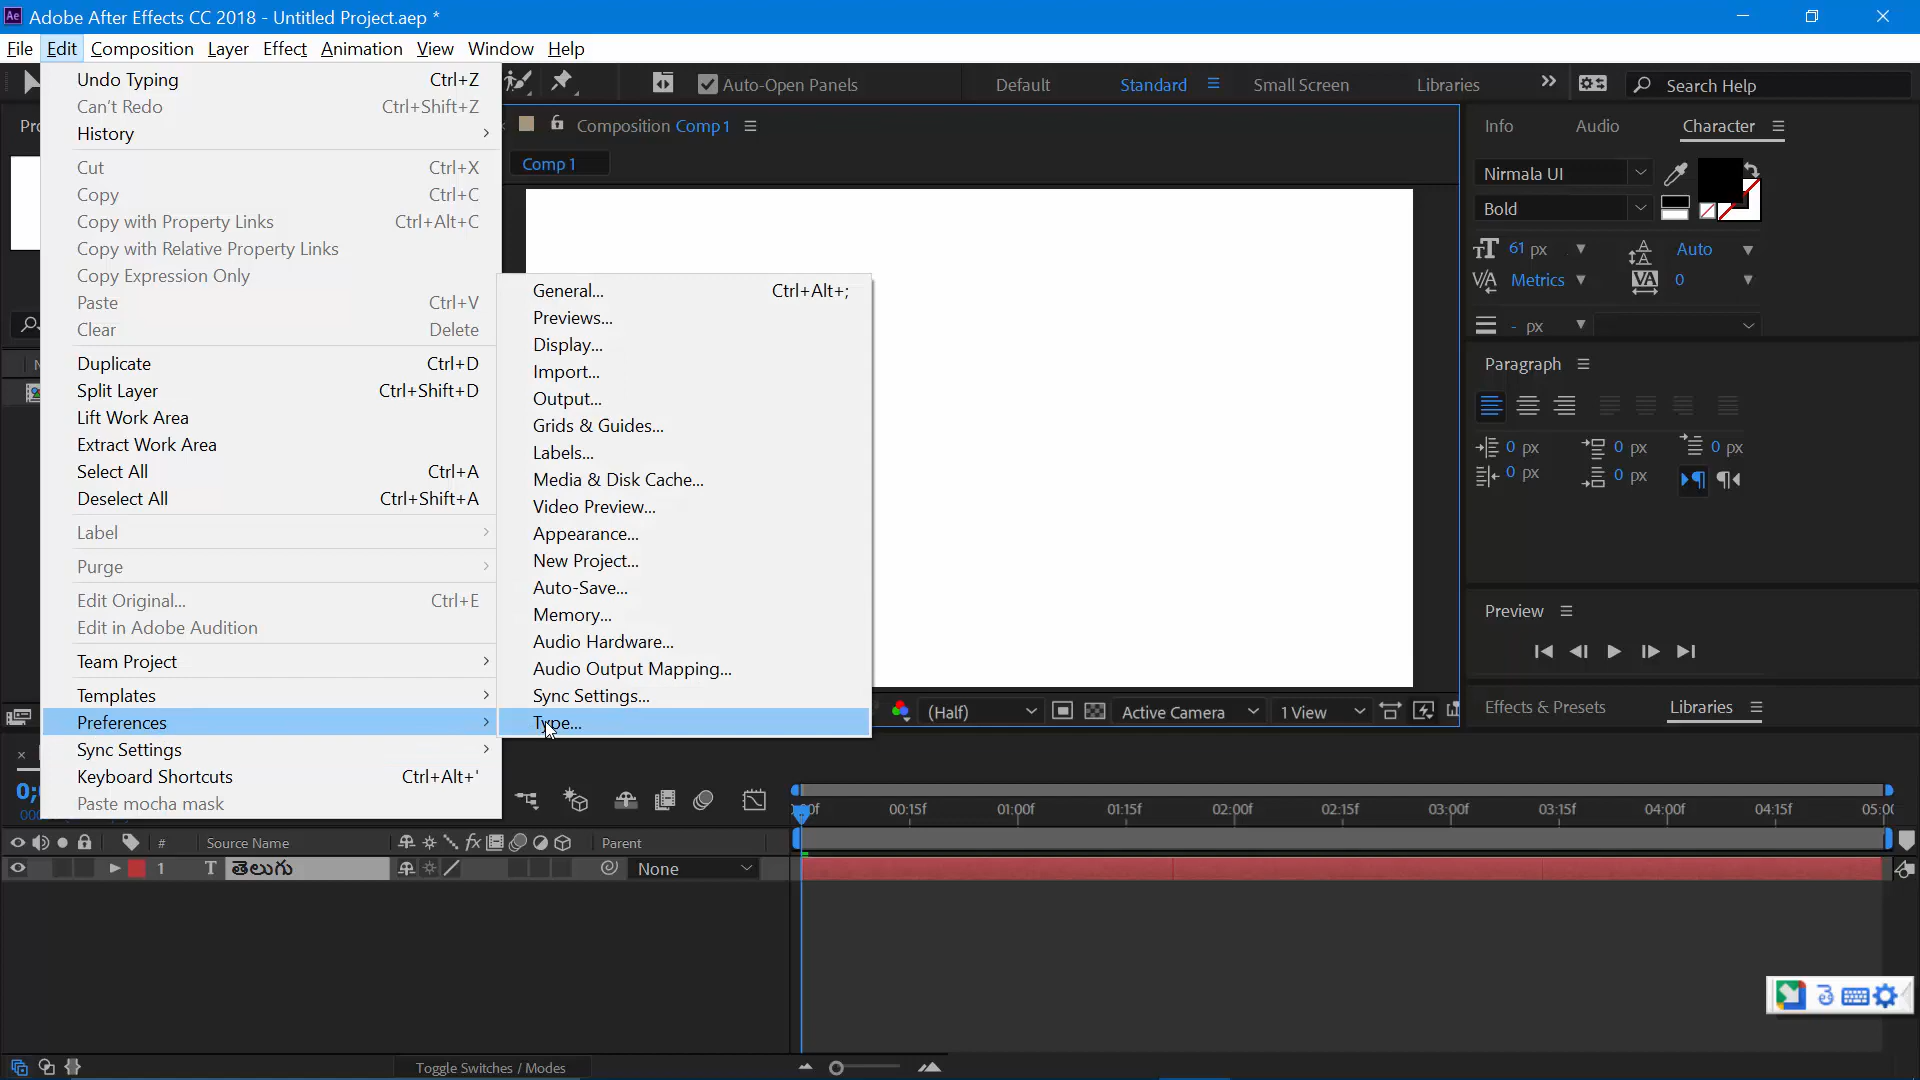 Ae Adobe After Effects CC 2018 - Untitled Project.aep *
File Edit Composition Layer Effect Animation View Window Help
Auto-Open Panels Default Standard Small Screen Libraries Search Help
Undo Typing Ctrl+Z
Can't Redo Ctrl+Shift+Z
History
Cut Ctrl+X
Copy Ctrl+C
Copy with Property Links Ctrl+Alt+C
Copy with Relative Property Links
Copy Expression Only
Paste Ctrl+V
Clear Delete
Duplicate Ctrl+D
Split Layer Ctrl+Shift+D
Lift Work Area
Extract Work Area
Select All Ctrl+A
Deselect All Ctrl+Shift+A
Label
Purge
Edit Original... Ctrl+E
Edit in Adobe Audition
Team Project
Templates
Preferences
Sync Settings
Keyboard Shortcuts Ctrl+Alt+'
Paste mocha mask
General... Ctrl+Alt+;
Previews...
Display...
Import...
Output...
Grids & Guides...
Labels...
Media & Disk Cache...
Video Preview...
Appearance...
New Project...
Auto-Save...
Memory...
Audio Hardware...
Audio Output Mapping...
Sync Settings...
Type...
Composition Comp 1
Comp 1
(Half) Active Camera 1 View
Info Audio Character
Nirmala UI
Bold
61 px Auto
Metrics 0
- px
Paragraph
0 px 0 px 0 px
0 px 0 px
Preview
Effects & Presets Libraries
00:15f 01:00f 01:15f 02:00f 02:15f 03:00f 03:15f 04:00f 04:15f
# Source Name fx Parent
1 T తెలుగు None
Toggle Switches / Modes